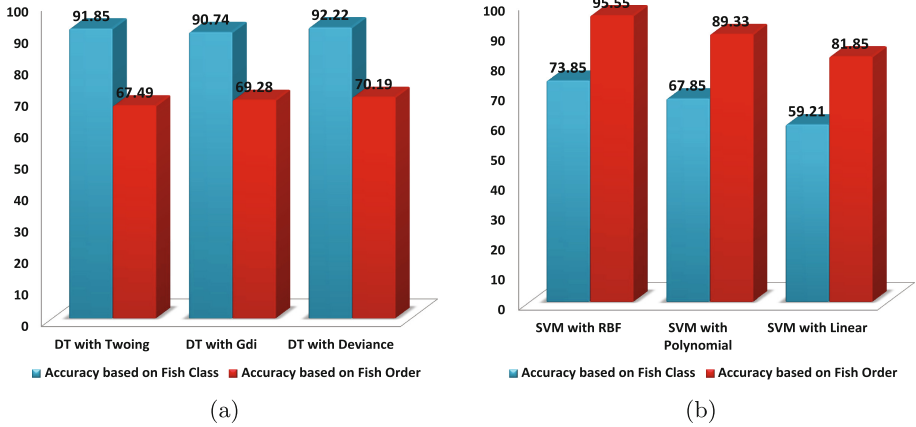 100
90
80
70
60
50
40
30
20
10
0
91.85
67.49
90.74
69.28
92.22
70.19
DT with Twoing
DT with Gdi
DT with Deviance
Accuracy based on Fish Class
Accuracy based on Fish Order
(a)
100
90
80
70
60
50
40
30
20
10
0
73.85
95.55
67.85
89.33
59.21
81.85
SVM with RBF
SVM with
Polynomial
SVM with Linear
Accuracy based on Fish Class
Accuracy based on Fish Order
(b)